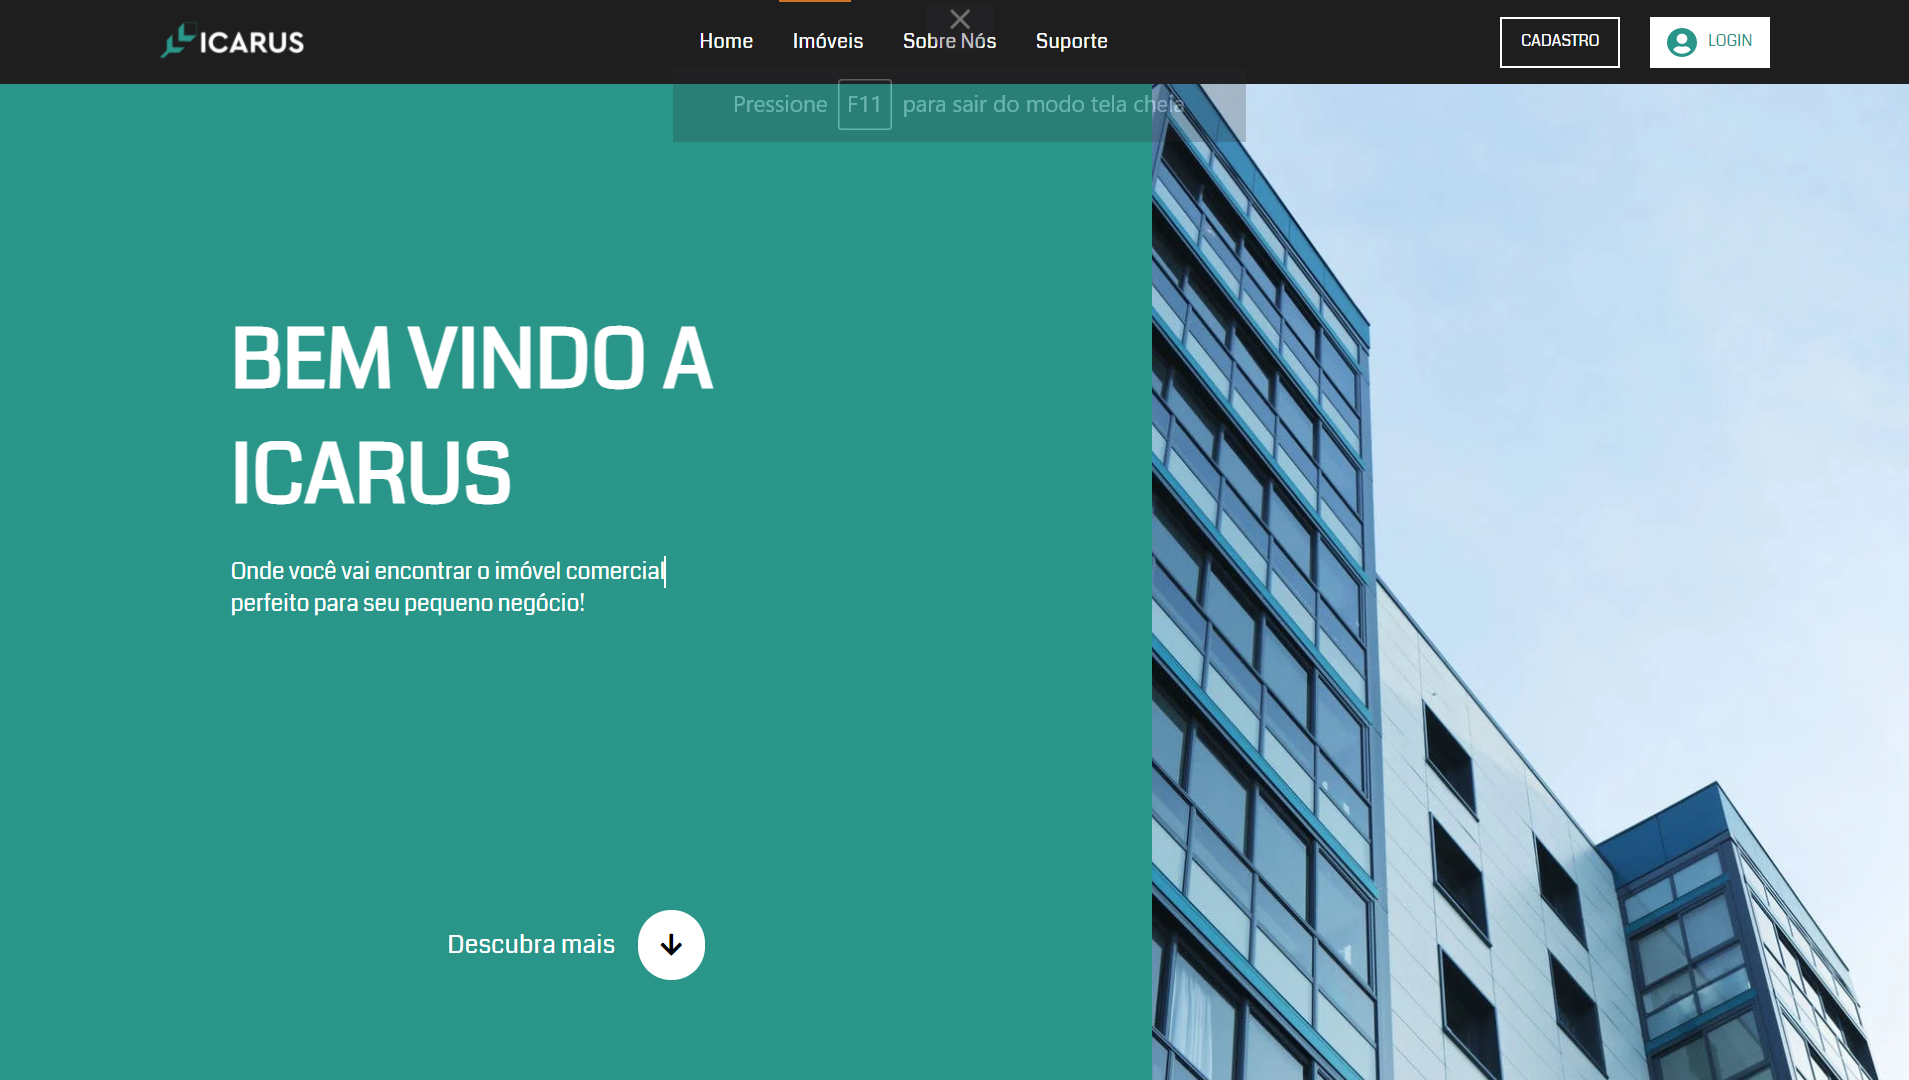 ICARUS
Home
Imóveis
Sobre Nós
Suporte
CADASTRO
LOGIN
Pressione F11 para sair do modo tela cheia
BEM VINDO A
ICARUS
Onde você vai encontrar o imóvel comercial
perfeito para seu pequeno negócio!
Descubra mais